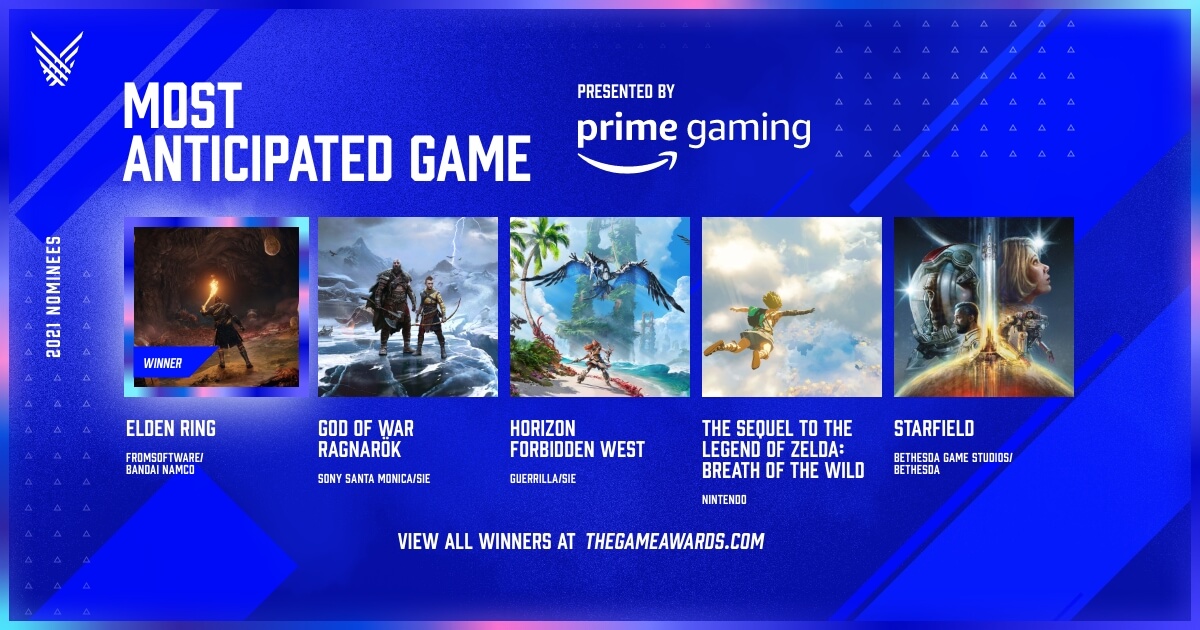 MOST
ANTICIPATED GAME
PRESENTED BY
prime gaming
2021 NOMINEES
WINNER
ELDEN RING
FROMSOFTWARE/
BANDAI NAMCO
GOD OF WAR
RAGNARÖK
SONY SANTA MONICA/SIE
HORIZON
FORBIDDEN WEST
GUERRILLA/SIE
THE SEQUEL TO THE
LEGEND OF ZELDA:
BREATH OF THE WILD
NINTENDO
STARFIELD
BETHESDA GAME STUDIOS/
BETHESDA
VIEW ALL WINNERS AT THEGAMEAWARDS.COM